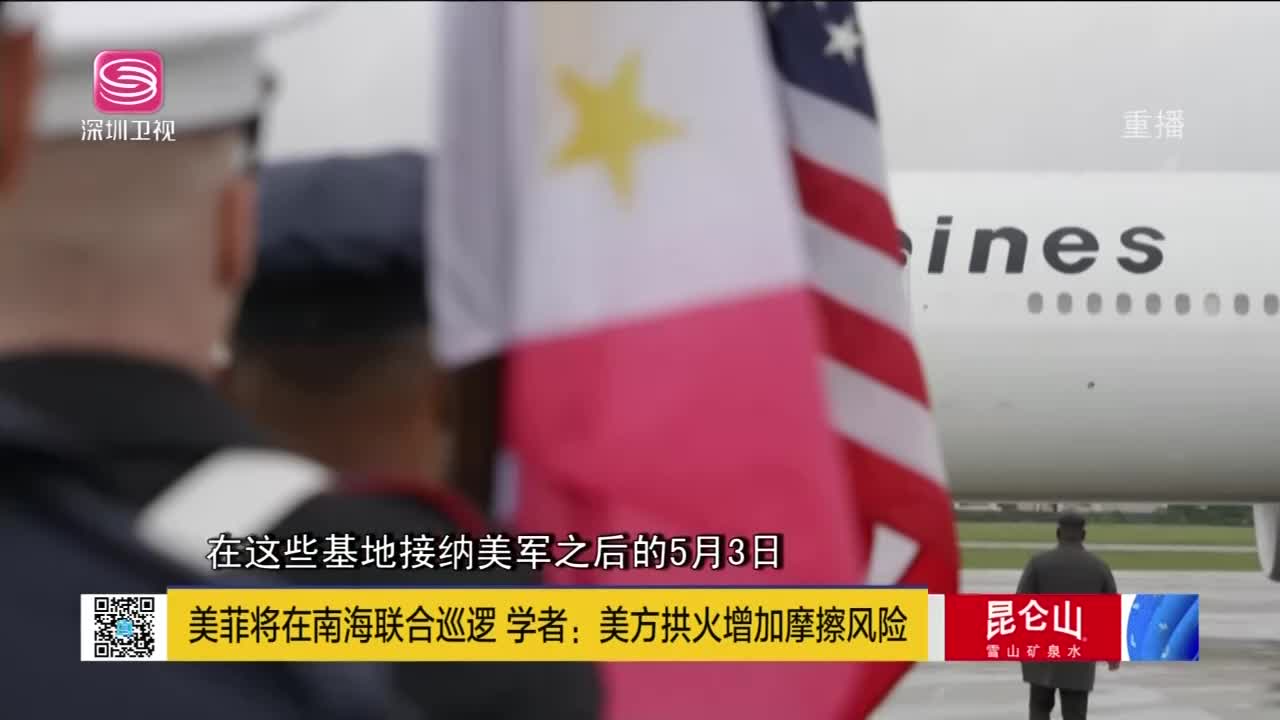 深圳卫视
重播
ines
在这些基地接纳美军之后的5月3日
美菲将在南海联合巡逻 学者：美方拱火增加摩擦风险
昆仑山
雪山矿泉水